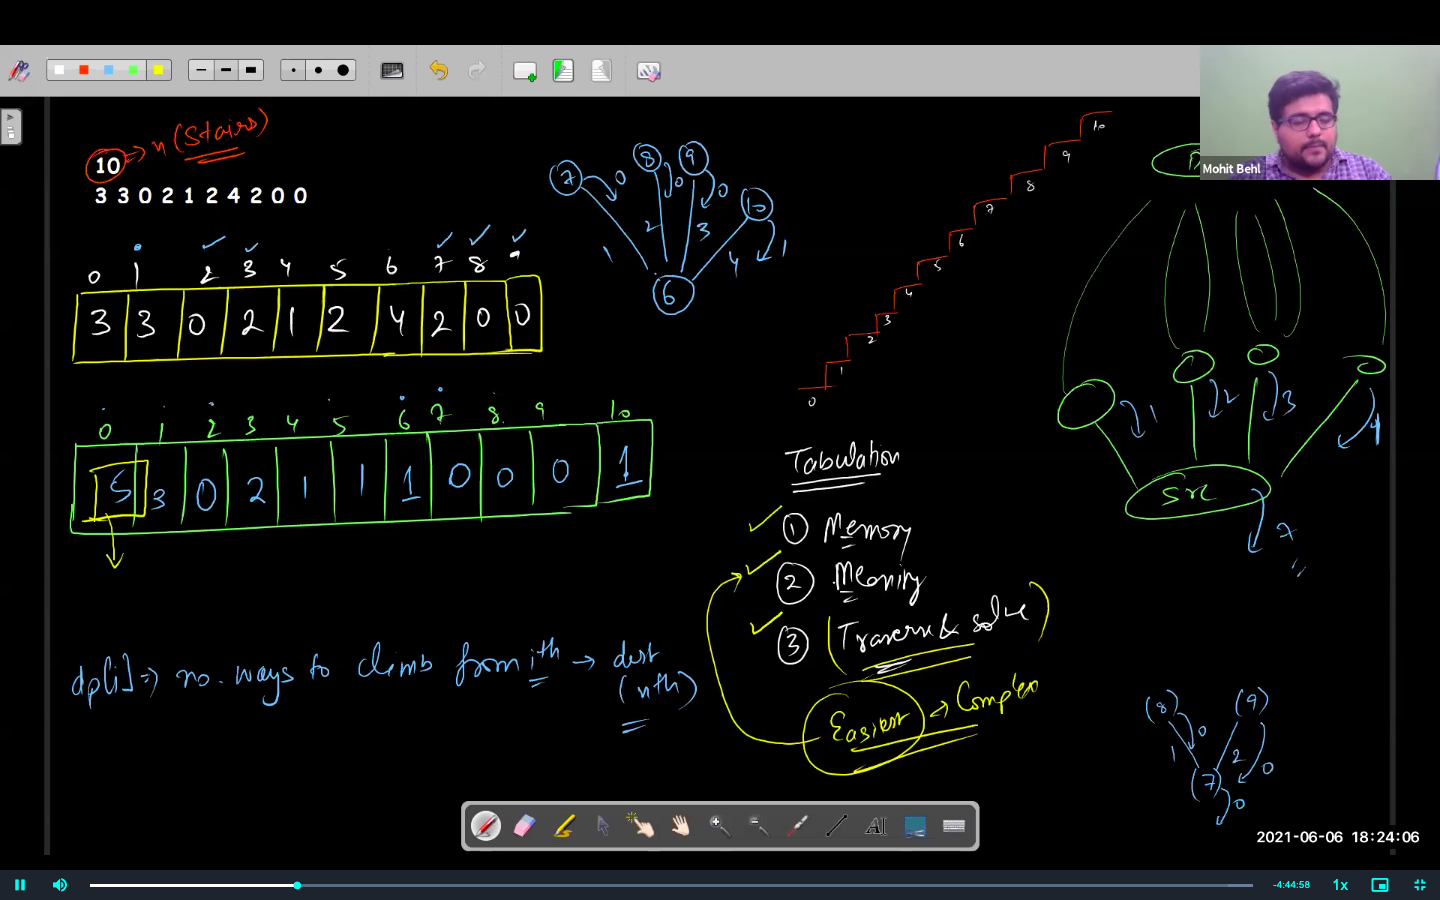 Mohit Behl
10 → n (Stairs)
3 3 0 2 1 2 4 2 0 0
0 1 2 3 4 5 6 7 8 9
3 3 0 2 1 2 4 2 0 0
0 1 2 3 4 5 6 7 8 9 10
5 3 0 2 1 1 1 0 0 0 1
dp[i] ⇒ no. ways to climb from ith → dest
(nth)
7 0 8 0 9 0 10 1
1 2 3 4
6
0 1 2 3 4 5 6 7 8 9 10
Tabulation
① Memory
② Meaning
③ (Traverse & solve)
Easiest → Complex
D
1 2 3 4
Src
?
(8) 0 (9) 0
1 2
(7) 0
AI
2021-06-06 18:24:06
-4:44:58 1x